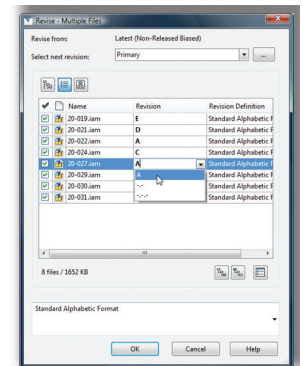 Revise - Multiple Files
Revise from: Latest (Non-Released Biased)
Select next revision: Primary ...
Name Revision Revision Definition
20-019.iam E Standard Alphabetic F
20-021.iam D Standard Alphabetic F
20-022.iam A Standard Alphabetic F
20-024.iam C Standard Alphabetic F
20-027.iam A Standard Alphabetic F
20-029.iam A Standard Alphabetic F
20-030.iam -.- Standard Alphabetic F
20-031.iam -.-.- Standard Alphabetic F
8 files / 1652 KB
Standard Alphabetic Format
OK Cancel Help